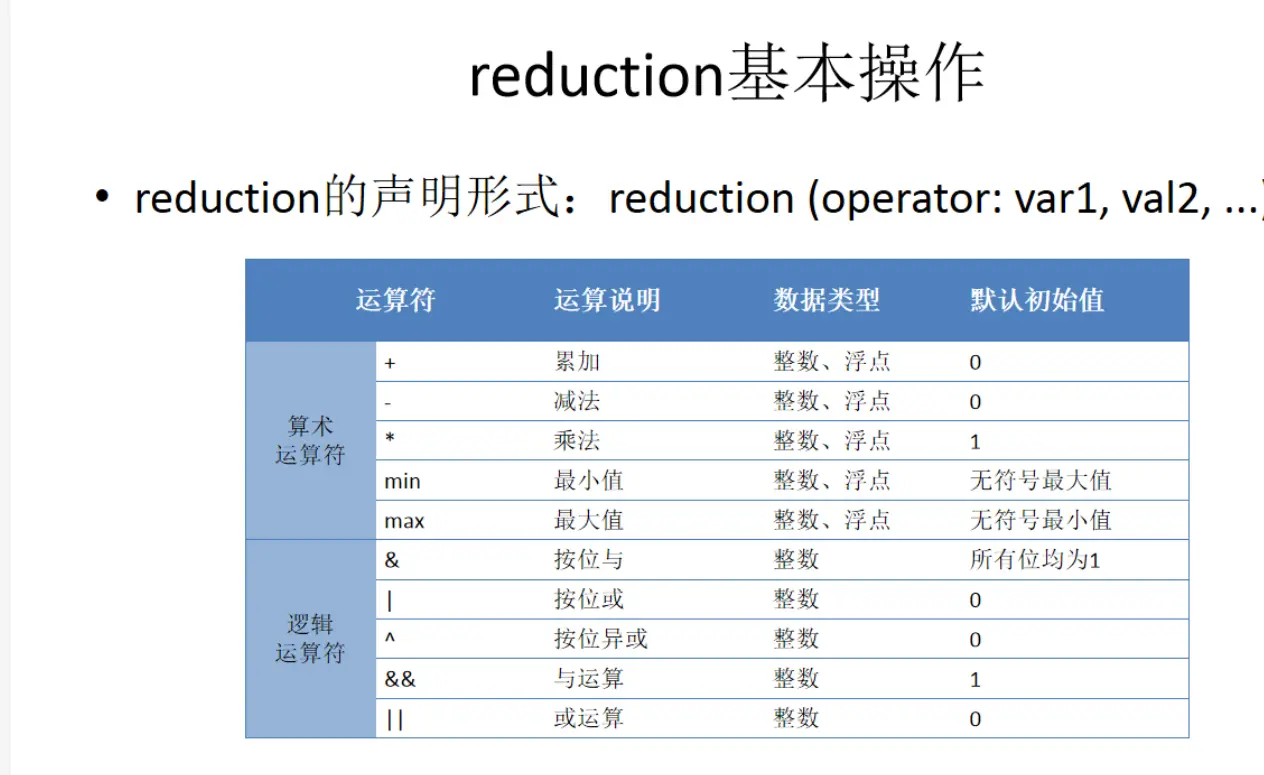 reduction基本操作
• reduction的声明形式：reduction (operator: var1, val2, ...)
运算符 运算说明 数据类型 默认初始值
算术
运算符
+ 累加 整数、浮点 0
- 减法 整数、浮点 0
* 乘法 整数、浮点 1
min 最小值 整数、浮点 无符号最大值
max 最大值 整数、浮点 无符号最小值
逻辑
运算符
& 按位与 整数 所有位均为1
| 按位或 整数 0
^ 按位异或 整数 0
&& 与运算 整数 1
|| 或运算 整数 0